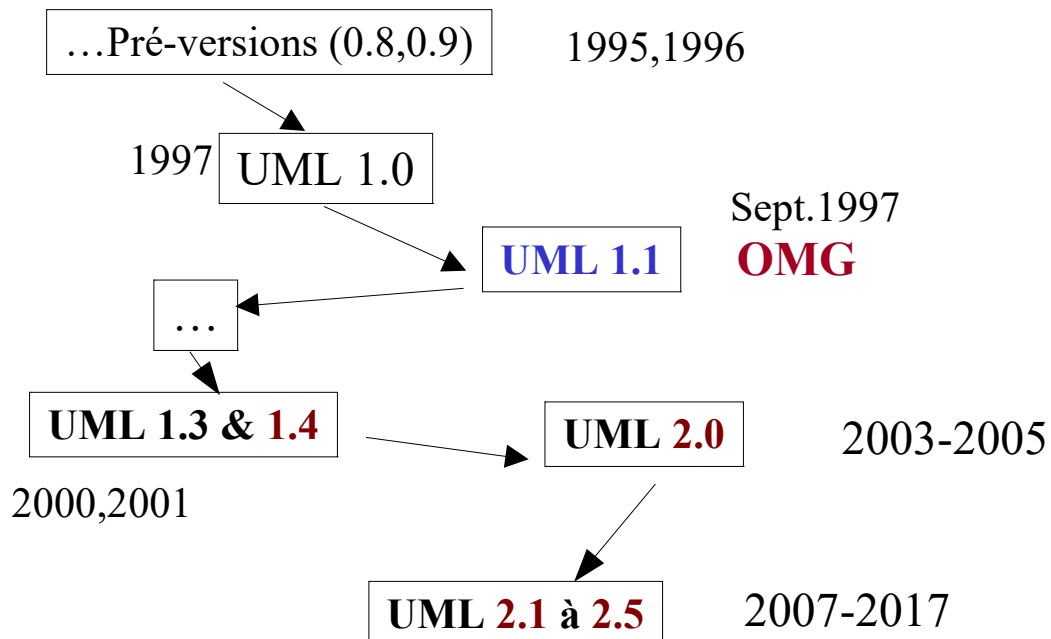 …Pré-versions (0.8,0.9)
1995,1996
1997
UML 1.0
Sept.1997
UML 1.1
OMG
…
UML 1.3 & 1.4
UML 2.0
2003-2005
2000,2001
UML 2.1 à 2.5
2007-2017